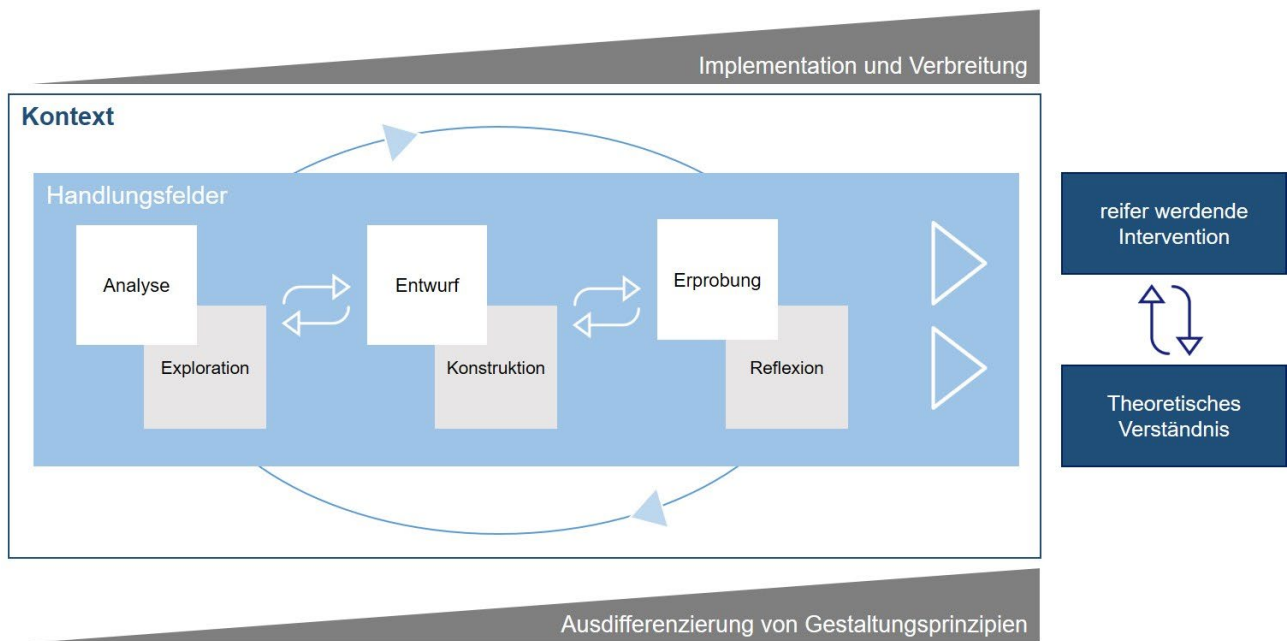 Implementation und Verbreitung
Kontext
Handlungsfelder
Analyse
Exploration
Entwurf
Konstruktion
Erprobung
Reflexion
reifer werdende
Intervention
Theoretisches
Verständnis
Ausdifferenzierung von Gestaltungsprinzipien